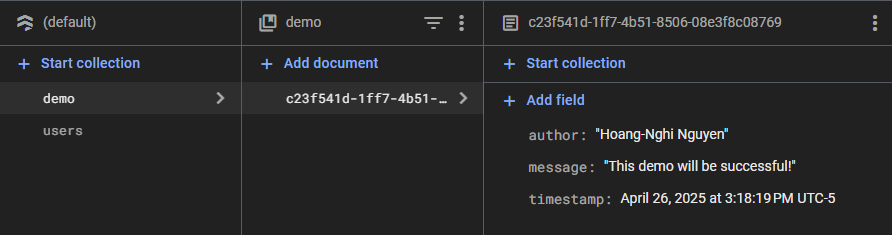 (default)
demo
c23f541d-1ff7-4b51-8506-08e3f8c08769
+ Start collection
+ Add document
+ Start collection
demo
users
c23f541d-1ff7-4b51-…
+ Add field
author: "Hoang-Nghi Nguyen"
message: "This demo will be successful!"
timestamp: April 26, 2025 at 3:18:19 PM UTC-5